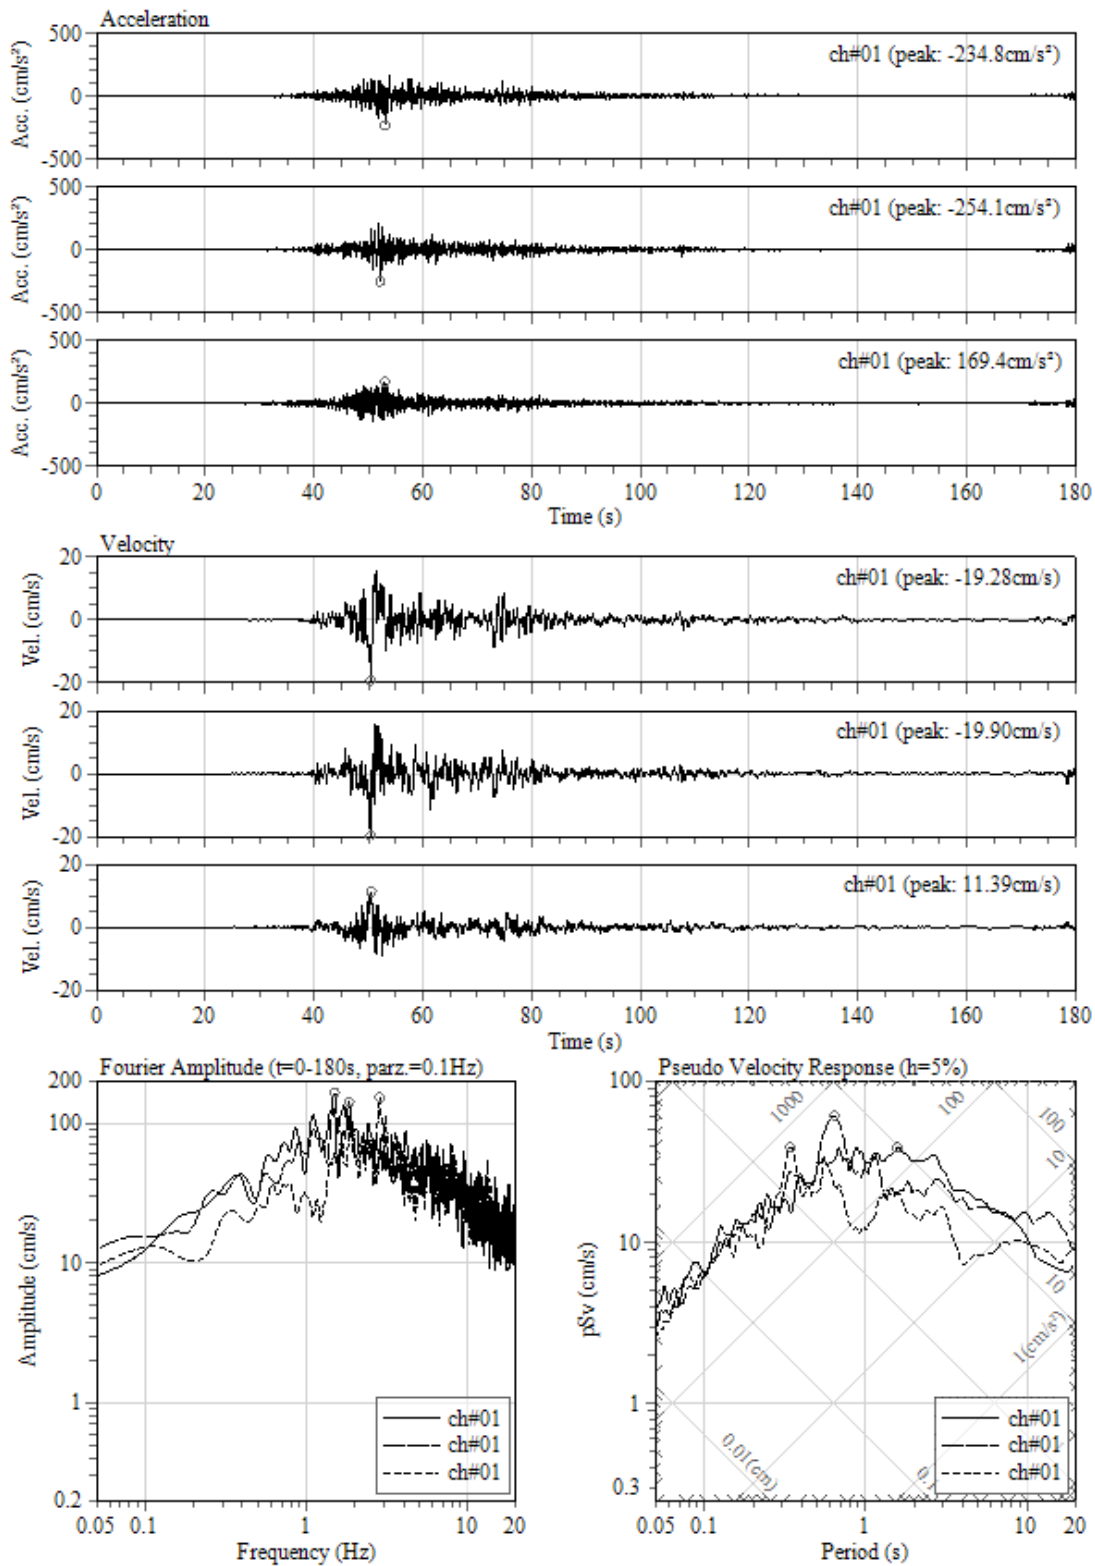 Acceleration
500
0
-500
Acc. (cm/s²)
ch#01 (peak: -234.8cm/s²)
500
0
-500
Acc. (cm/s²)
ch#01 (peak: -254.1cm/s²)
500
0
-500
Acc. (cm/s²)
ch#01 (peak: 169.4cm/s²)
0 20 40 60 80 100 120 140 160 180
Time (s)
Velocity
20
0
-20
Vel. (cm/s)
ch#01 (peak: -19.28cm/s)
20
0
-20
Vel. (cm/s)
ch#01 (peak: -19.90cm/s)
20
0
-20
Vel. (cm/s)
ch#01 (peak: 11.39cm/s)
0 20 40 60 80 100 120 140 160 180
Time (s)
Fourier Amplitude (t=0-180s, parz.=0.1Hz)
200
100
10
1
0.2
Amplitude (cm/s)
ch#01
ch#01
ch#01
0.05 0.1 1 10 20
Frequency (Hz)
Pseudo Velocity Response (h=5%)
100
10
1
0.3
pSv (cm/s)
1000
100
100
10
10
1(cm/s²)
0.01(cm)
ch#01
ch#01
ch#01
0.05 0.1 1 10 20
Period (s)